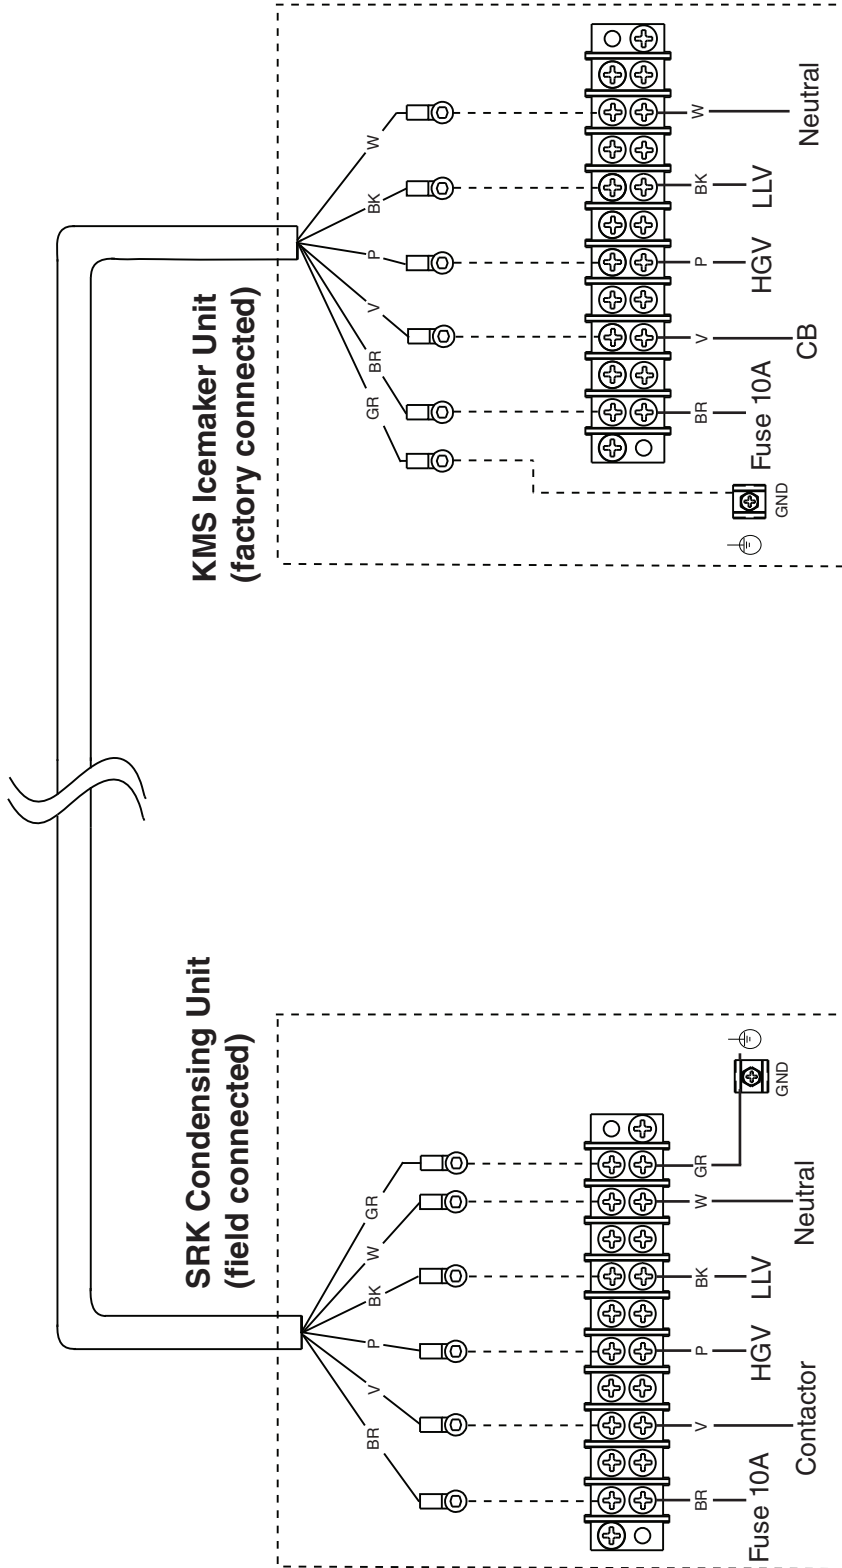 KMS Icemaker Unit
(factory connected)
W
BK
P
V
BR
GR
W
BK
P
V
BR
Neutral
LLV
HGV
CB
Fuse 10A
GND
SRK Condensing Unit
(field connected)
GR
W
BK
P
V
BR
GR
W
BK
P
V
BR
GND
Neutral
LLV
HGV
Contactor
Fuse 10A